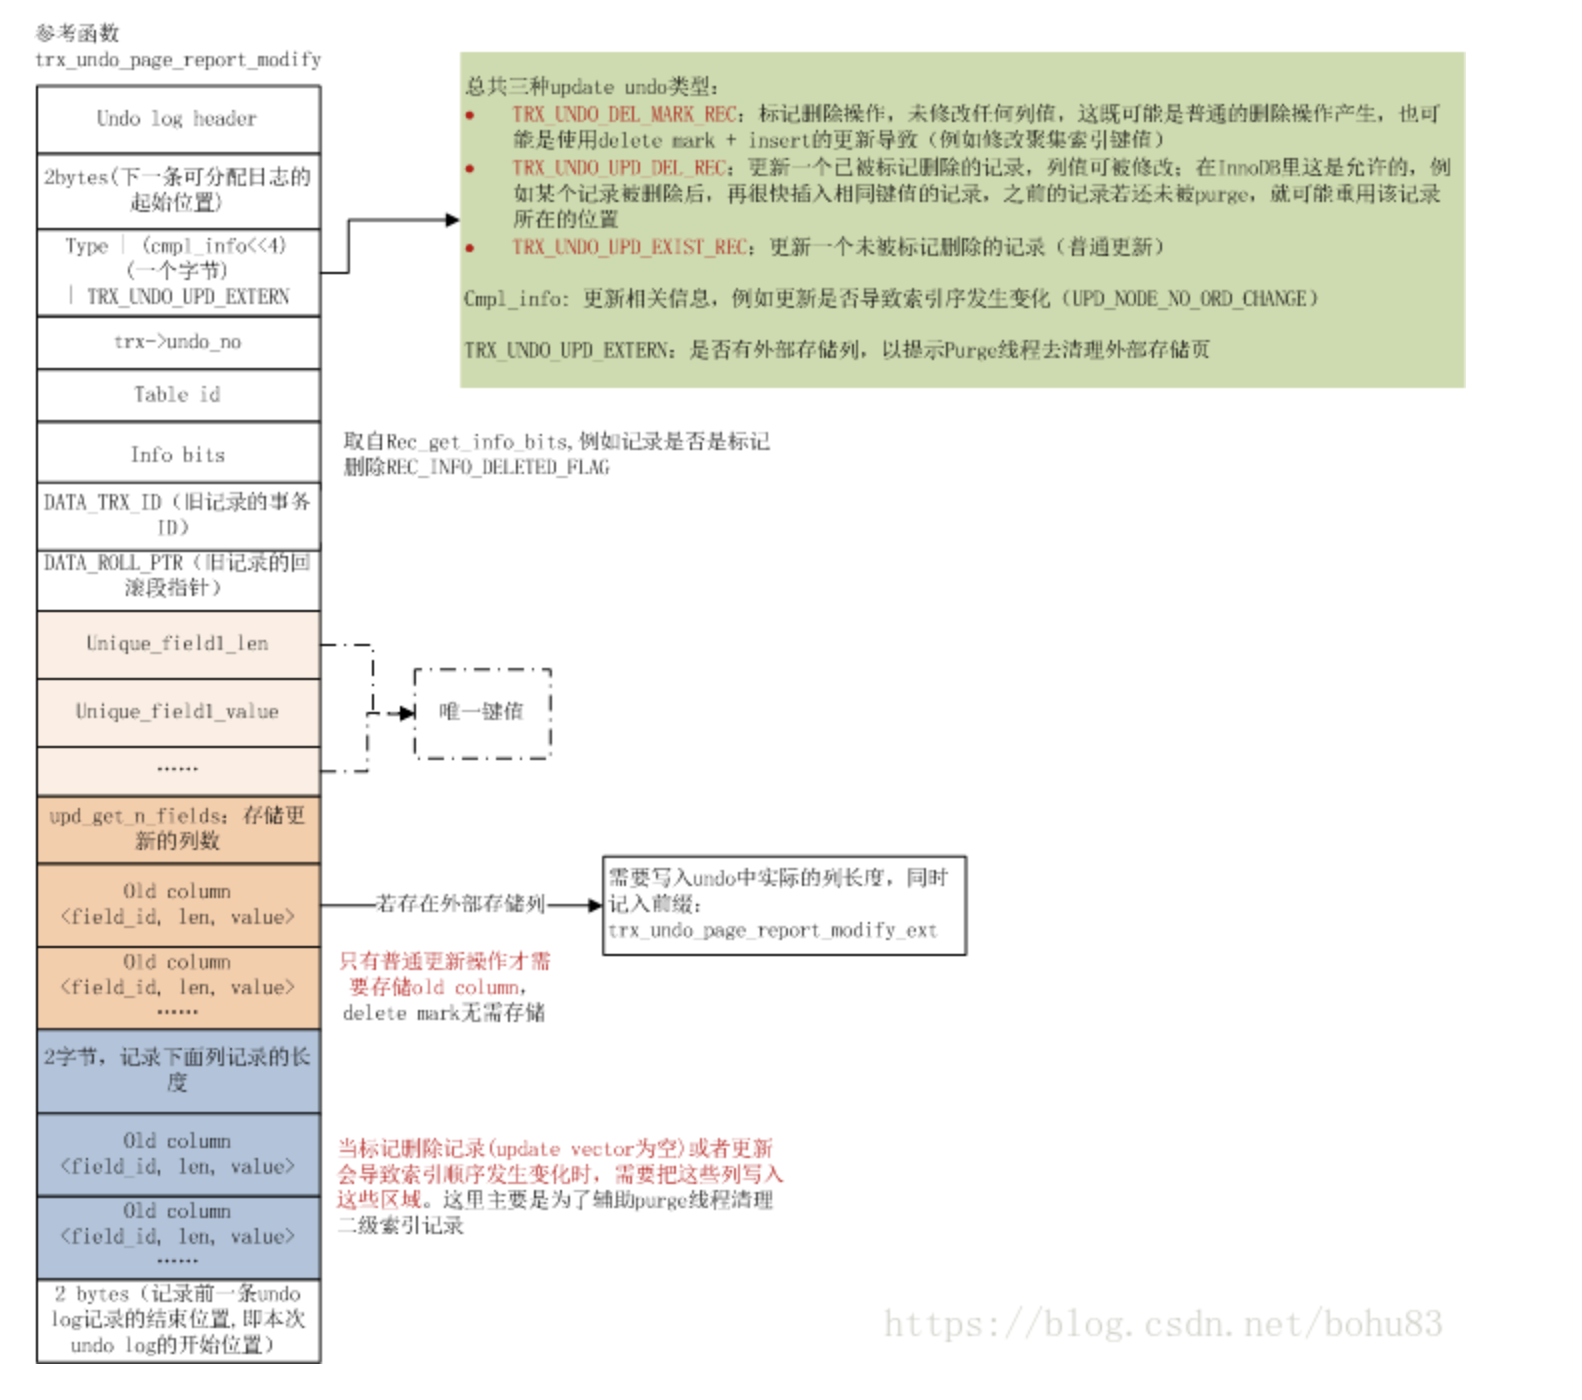 参考函数
trx_undo_page_report_modify
Undo log header
2bytes(下一条可分配日志的
起始位置)
Type | (cmpl_info<<4)
(一个字节)
| TRX_UNDO_UPD_EXTERN
trx->undo_no
Table id
Info bits
DATA_TRX_ID（旧记录的事务
ID）
DATA_ROLL_PTR（旧记录的回
滚段指针）
Unique_field1_len
Unique_field1_value
……
upd_get_n_fields：存储更
新的列数
Old column
<field_id, len, value>
Old column
<field_id, len, value>
……
2字节，记录下面列记录的长
度
Old column
<field_id, len, value>
Old column
<field_id, len, value>
……
2 bytes（记录前一条undo
log记录的结束位置,即本次
undo log的开始位置）
总共三种update undo类型：
• TRX_UNDO_DEL_MARK_REC：标记删除操作，未修改任何列值，这既可能是普通的删除操作产生，也可
能是使用delete mark + insert的更新导致（例如修改聚集索引键值）
• TRX_UNDO_UPD_DEL_REC：更新一个已被标记删除的记录，列值可被修改；在InnoDB里这是允许的，例
如某个记录被删除后，再很快插入相同键值的记录，之前的记录若还未被purge，就可能重用该记录
所在的位置
• TRX_UNDO_UPD_EXIST_REC：更新一个未被标记删除的记录（普通更新）
Cmpl_info: 更新相关信息，例如更新是否导致索引序发生变化（UPD_NODE_NO_ORD_CHANGE）
TRX_UNDO_UPD_EXTERN：是否有外部存储列，以提示Purge线程去清理外部存储页
取自Rec_get_info_bits,例如记录是否是标记
删除REC_INFO_DELETED_FLAG
唯一键值
若存在外部存储列
需要写入undo中实际的列长度，同时
记入前缀：
trx_undo_page_report_modify_ext
只有普通更新操作才需
要存储old column，
delete mark无需存储
当标记删除记录(update vector为空)或者更新
会导致索引顺序发生变化时，需要把这些列写入
这些区域。这里主要是为了辅助purge线程清理
二级索引记录
https://blog.csdn.net/bohu83